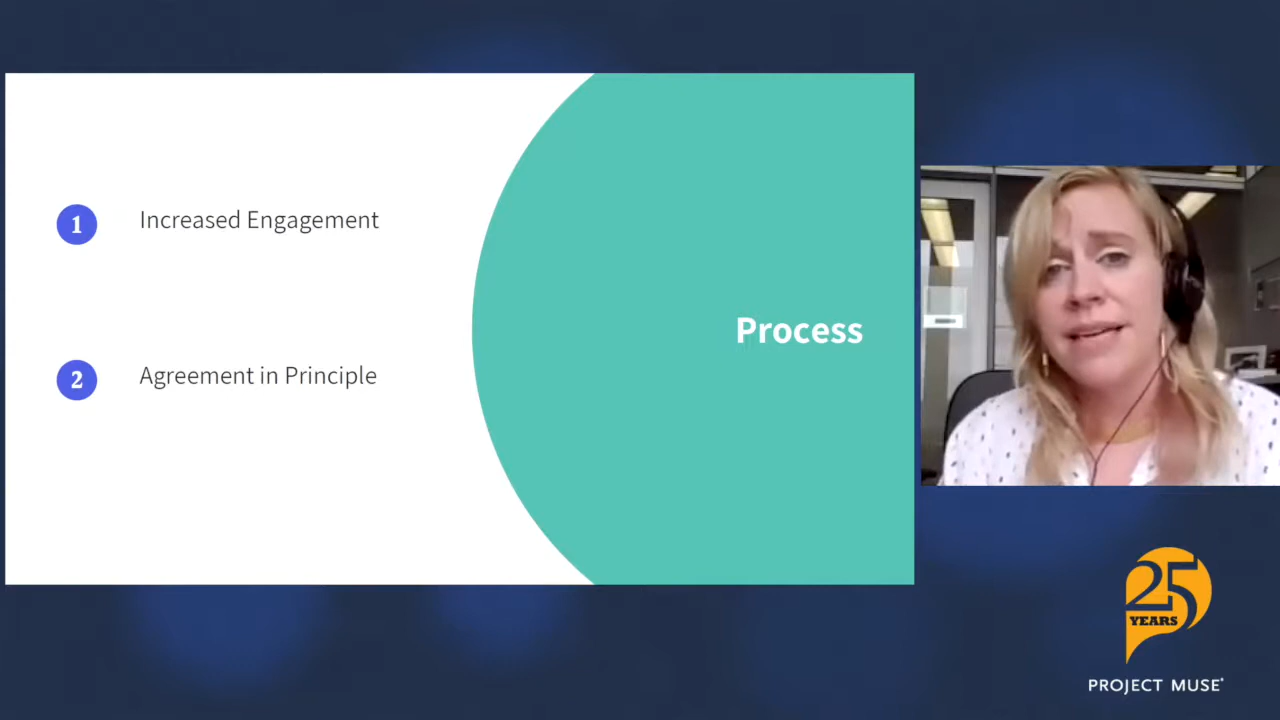 1
Increased Engagement
2
Agreement in Principle
Process
25
YEARS
PROJECT MUSE®